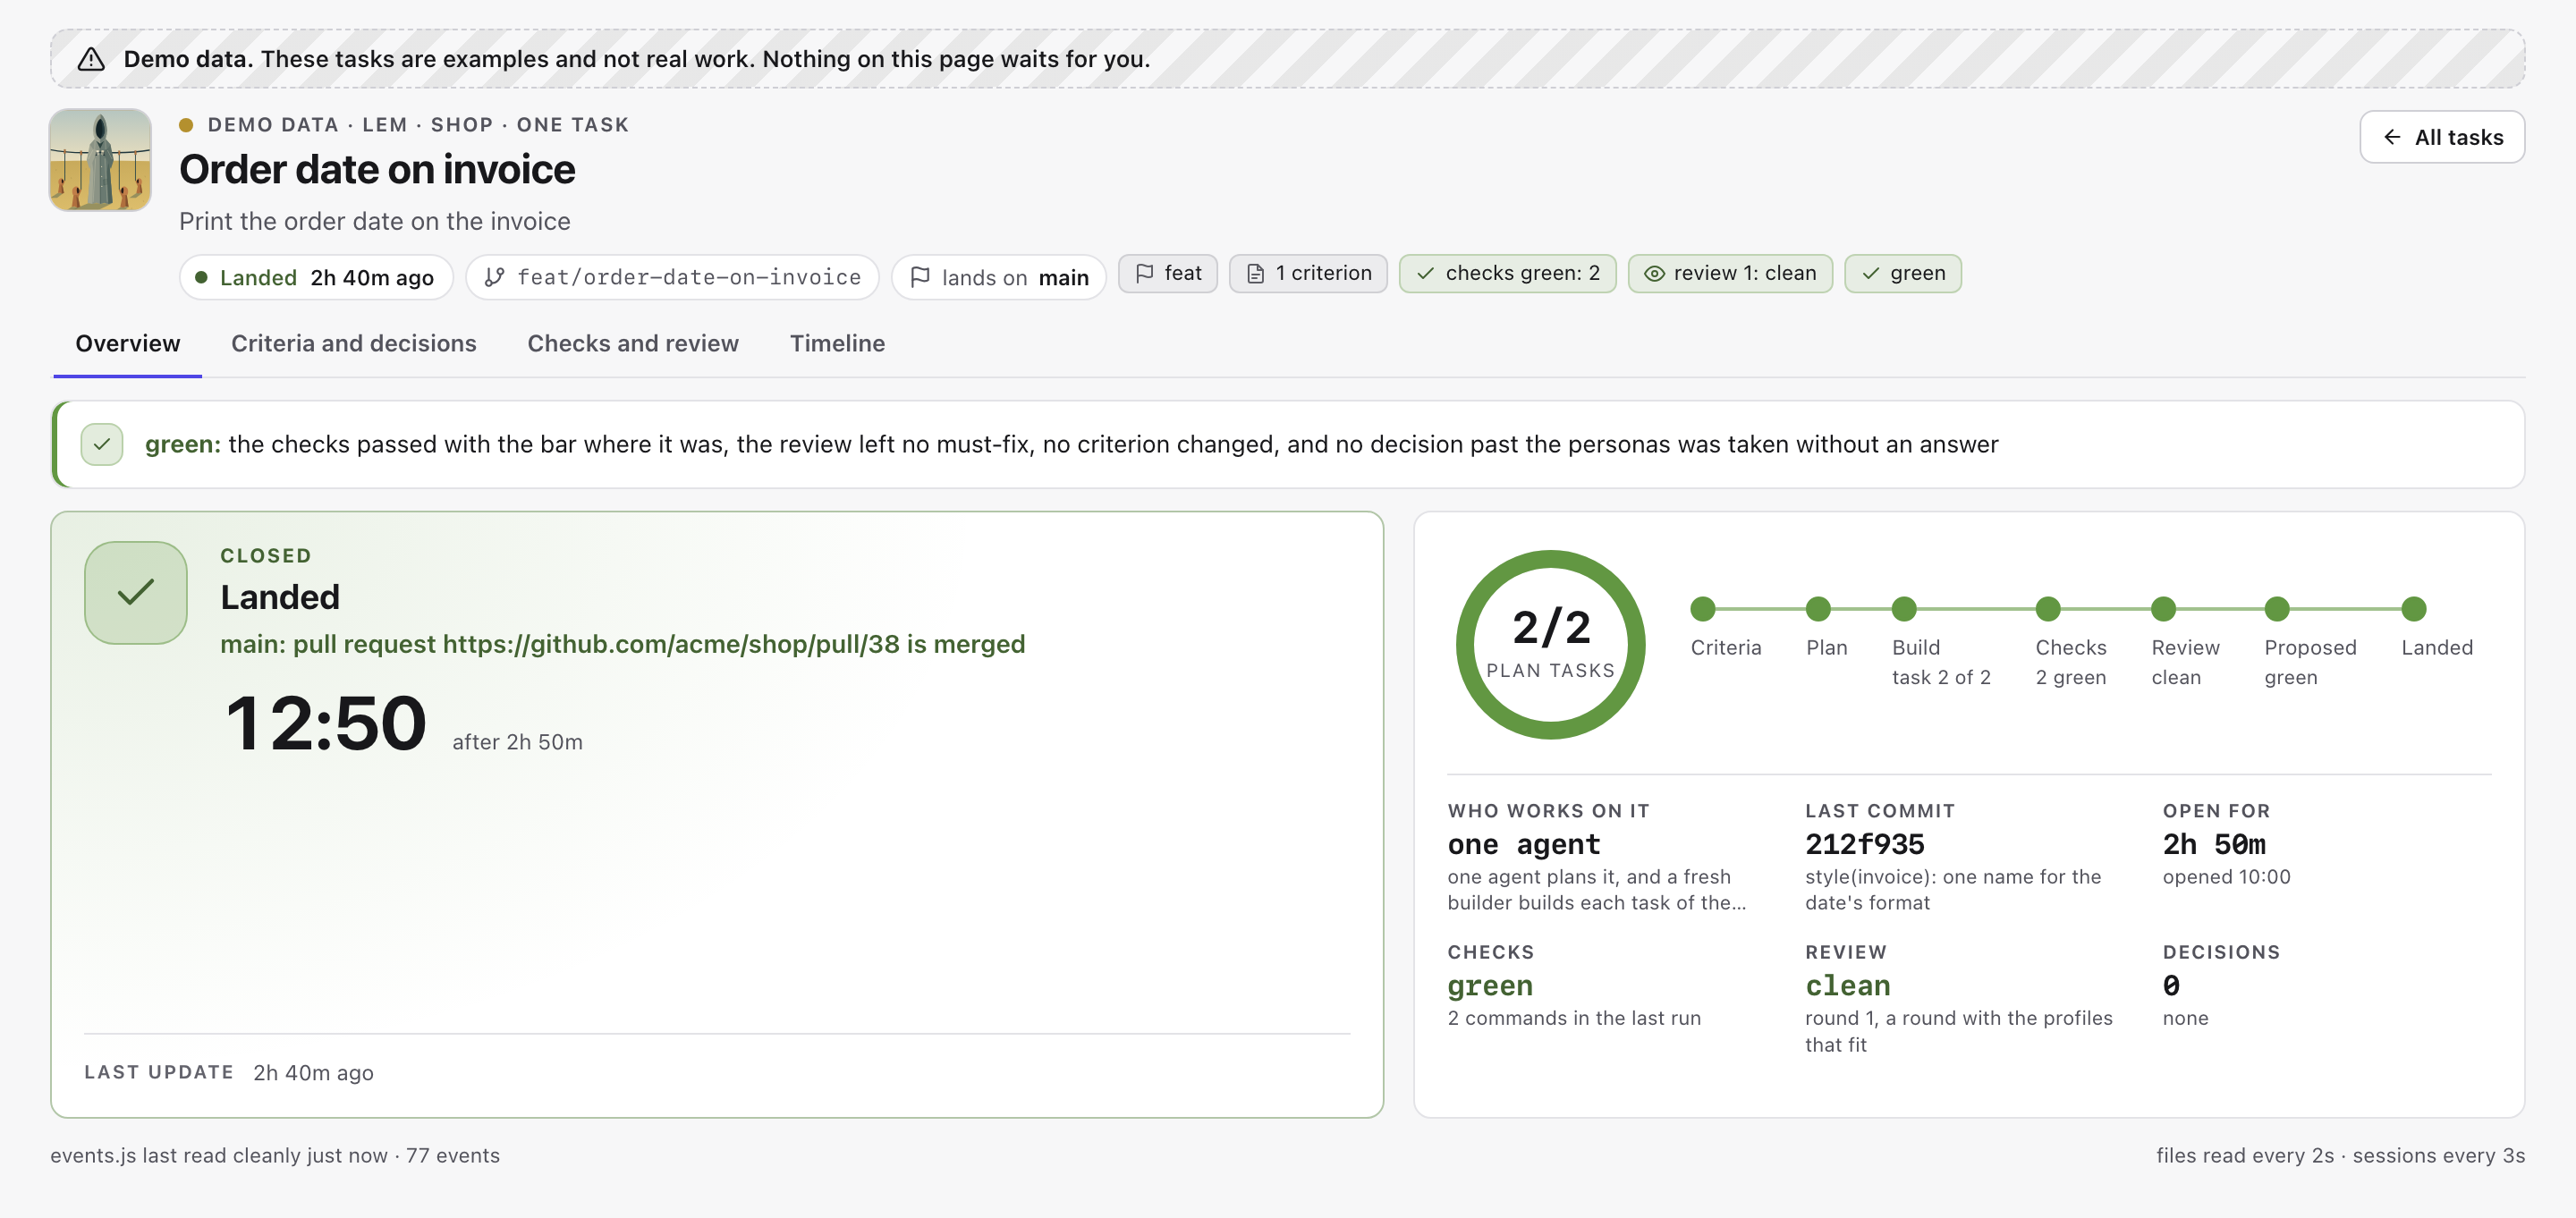 Demo data. These tasks are examples and not real work. Nothing on this page waits for you.
DEMO DATA · LEM · SHOP · ONE TASK
Order date on invoice
Print the order date on the invoice
← All tasks
Landed 2h 40m ago
feat/order-date-on-invoice
lands on main
feat
1 criterion
checks green: 2
review 1: clean
green
Overview
Criteria and decisions
Checks and review
Timeline
green: the checks passed with the bar where it was, the review left no must-fix, no criterion changed, and no decision past the personas was taken without an answer
CLOSED
Landed
main: pull request https://github.com/acme/shop/pull/38 is merged
12:50 after 2h 50m
LAST UPDATE 2h 40m ago
2/2
PLAN TASKS
Criteria
Plan
Build
task 2 of 2
Checks
2 green
Review
clean
Proposed
green
Landed
WHO WORKS ON IT
one agent
one agent plans it, and a fresh
builder builds each task of the...
LAST COMMIT
212f935
style(invoice): one name for the
date's format
OPEN FOR
2h 50m
opened 10:00
CHECKS
green
2 commands in the last run
REVIEW
clean
round 1, a round with the profiles
that fit
DECISIONS
0
none
events.js last read cleanly just now · 77 events
files read every 2s · sessions every 3s